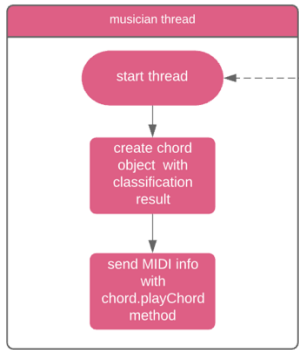 musician thread
start thread
create chord
object with
classification
result
send MIDI info
with
chord.playChord
method